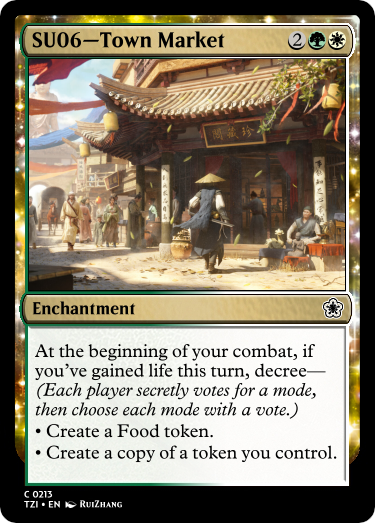 SU06—Town Market 2
At the beginning of your combat, if
you've gained life this turn, decree—
(Each player secretly votes for a mode,
then choose each mode with a vote.)
• Create a Food token.
• Create a copy of a token you control.
Enchantment
C 0213
TZI • EN RuiZhang